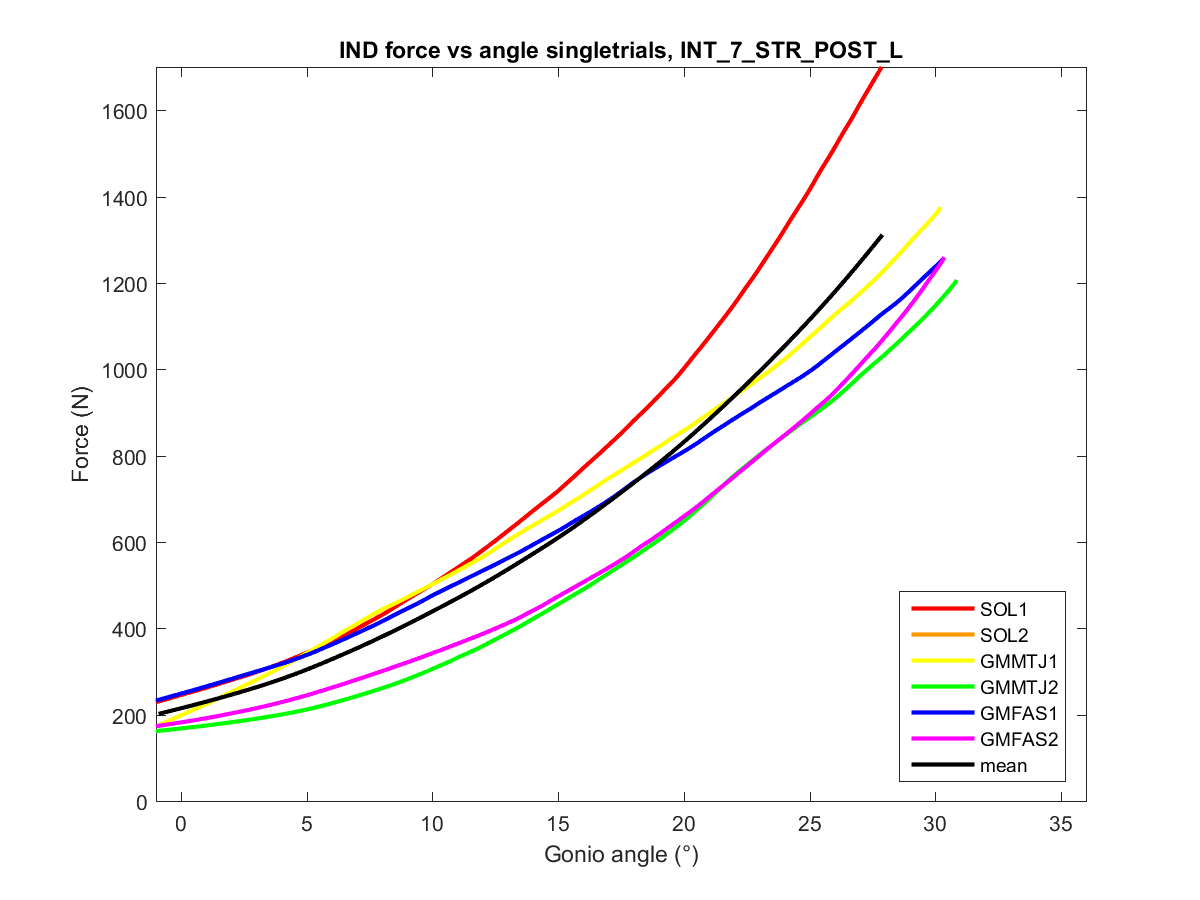 IND force vs angle singletrials, INT_7_STR_POST_L
1600
1400
1200
1000
800
600
400
200
0
Force (N)
0 5 10 15 20 25 30 35
Gonio angle (°)
SOL1
SOL2
GMMTJ1
GMMTJ2
GMFAS1
GMFAS2
mean